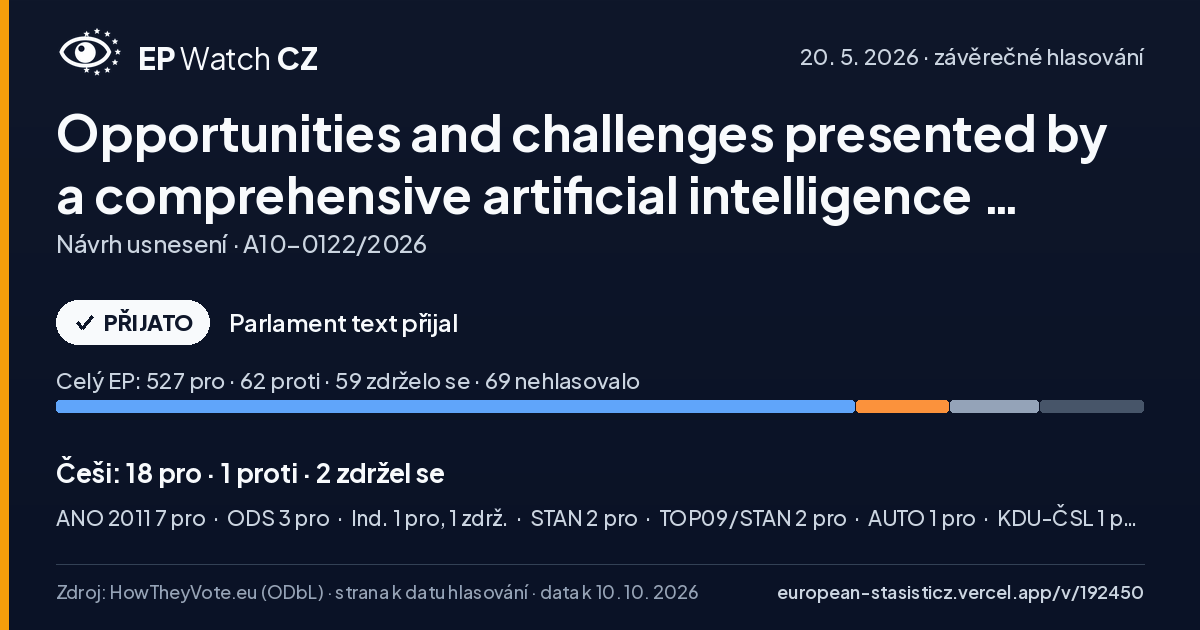 EP Watch CZ
20. 5. 2026 · závěrečné hlasování
Opportunities and challenges presented by
a comprehensive artificial intelligence …
Návrh usnesení · A10-0122/2026
✓ PŘIJATO
Parlament text přijal
Celý EP: 527 pro · 62 proti · 59 zdrželo se · 69 nehlasovalo
Češi: 18 pro · 1 proti · 2 zdržel se
ANO 2011 7 pro · ODS 3 pro · Ind. 1 pro, 1 zdrž. · STAN 2 pro · TOP09/STAN 2 pro · AUTO 1 pro · KDU-ČSL 1 p…
Zdroj: HowTheyVote.eu (ODbL) · strana k datu hlasování · data k 10. 10. 2026
european-stasisticz.vercel.app/v/192450